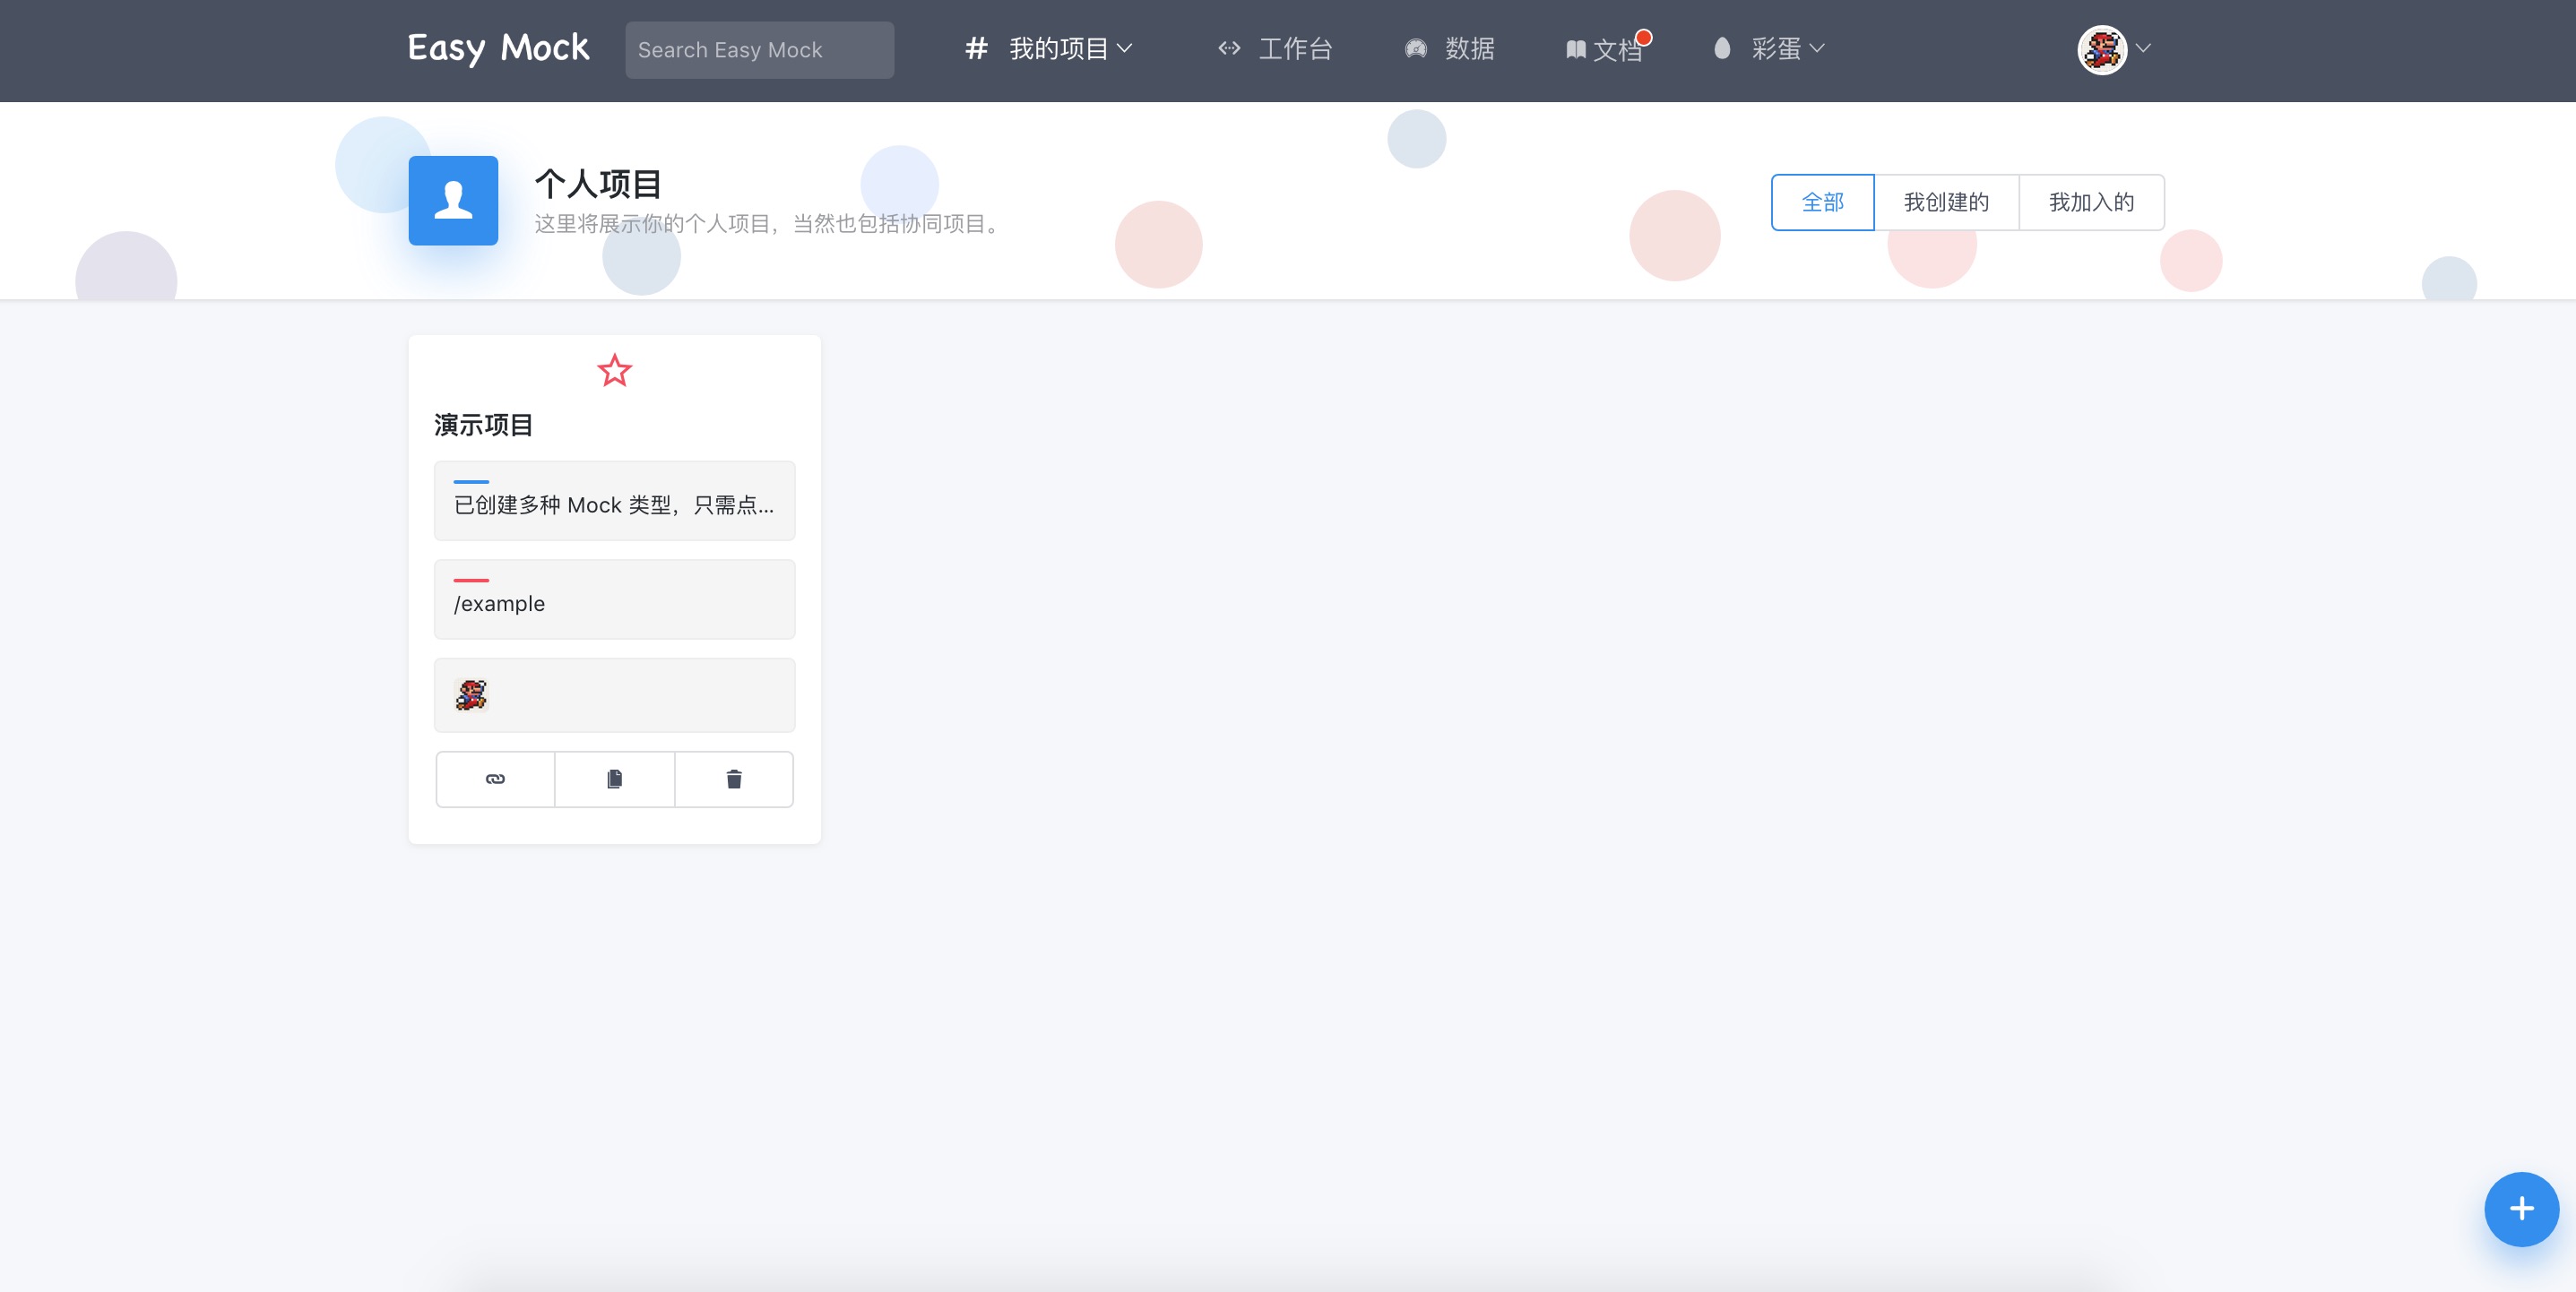 Easy Mock
Search Easy Mock
我的项目
工作台
数据
文档
彩蛋
个人项目
这里将展示你的个人项目，当然也包括协同项目。
全部
我创建的
我加入的
演示项目
已创建多种 Mock 类型，只需点...
/example